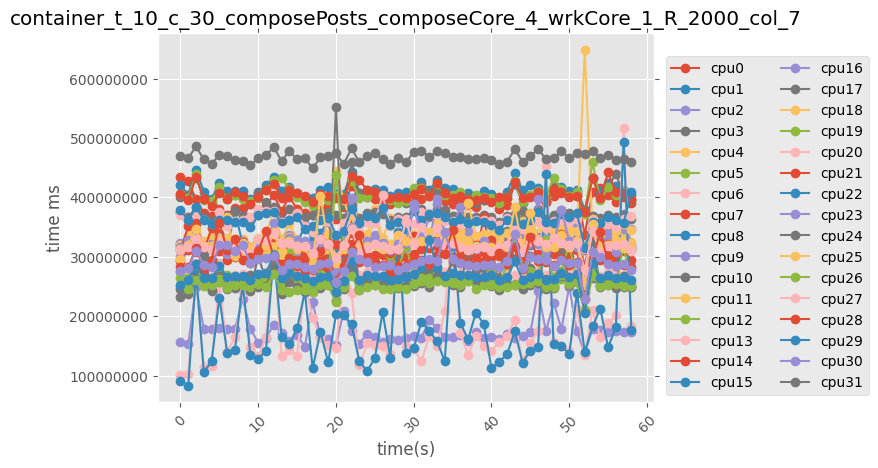 container_t_10_c_30_composePosts_composeCore_4_wrkCore_1_R_2000_col_7
time ms
600000000
500000000
400000000
300000000
200000000
100000000
0
10
20
30
40
50
60
time(s)
cpu0
cpu1
cpu2
cpu3
cpu4
cpu5
cpu6
cpu7
cpu8
cpu9
cpu10
cpu11
cpu12
cpu13
cpu14
cpu15
cpu16
cpu17
cpu18
cpu19
cpu20
cpu21
cpu22
cpu23
cpu24
cpu25
cpu26
cpu27
cpu28
cpu29
cpu30
cpu31